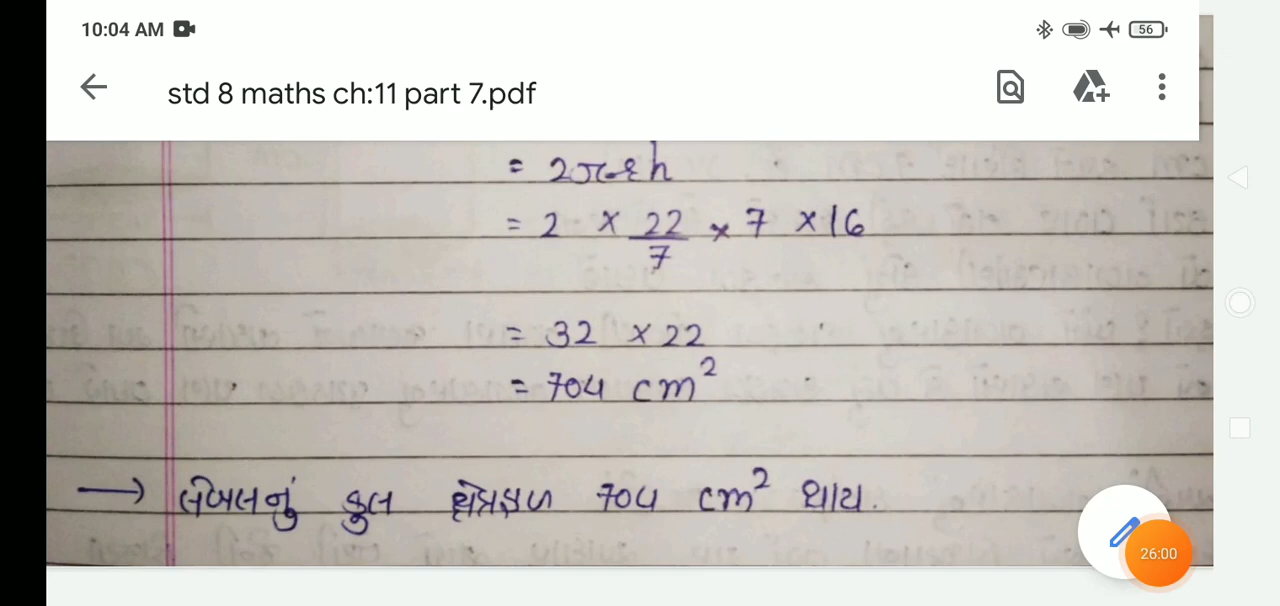 10:04 AM
56
std 8 maths ch:11 part 7.pdf
= 2πrh
= 2 × 22/7 × 7 × 16
= 32 × 22
= 704 cm²
→ લેબલનું કુલ ક્ષેત્રફળ 704 cm² થાય.
26:00